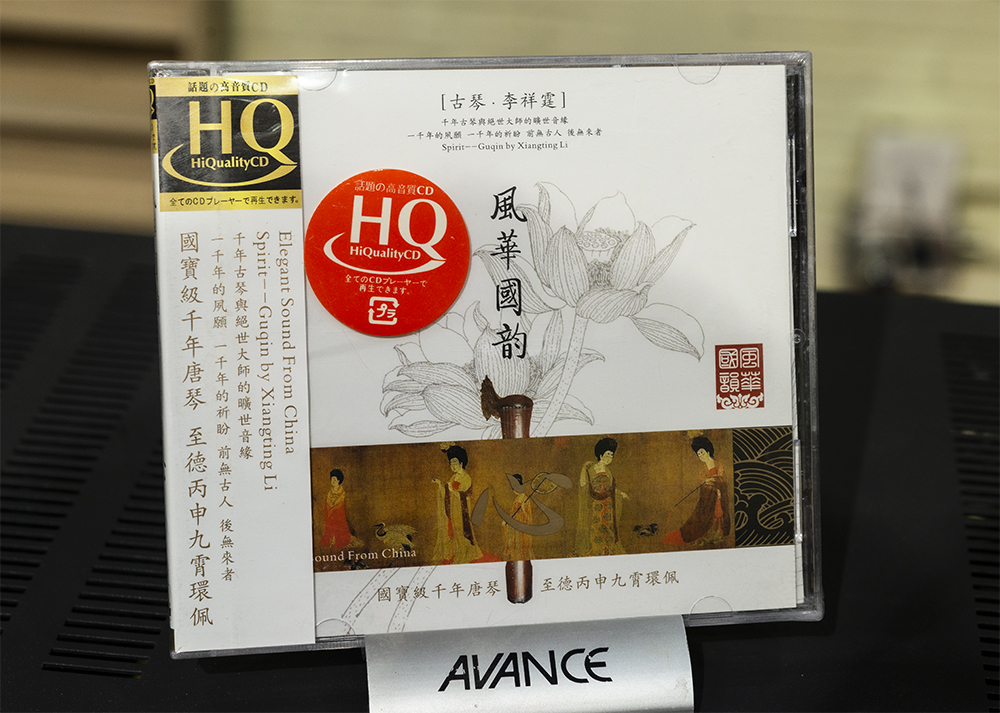 話題の高音質CD
HQ
HiQualityCD
全てのCDプレーヤーで再生できます。
Elegant Sound From China
Spirit--Guqin by Xiangting Li
千年古琴與絕世大師的曠世音緣
一千年的夙願 一千年的祈盼 前無古人 後無來者
國寶級千年唐琴 至德丙申九霄環佩
[古琴·李祥霆]
千年古琴與絕世大師的曠世音緣
一千年的夙願 一千年的祈盼 前無古人 後無來者
Spirit--Guqin by Xiangting Li
話題の高音質CD
HQ
HiQualityCD
全てのCDプレーヤーで
再生できます。
プラ
風華國韵
風華
國韻
心
ound From China
國寶級千年唐琴 至德丙申九霄環佩
AVANCE